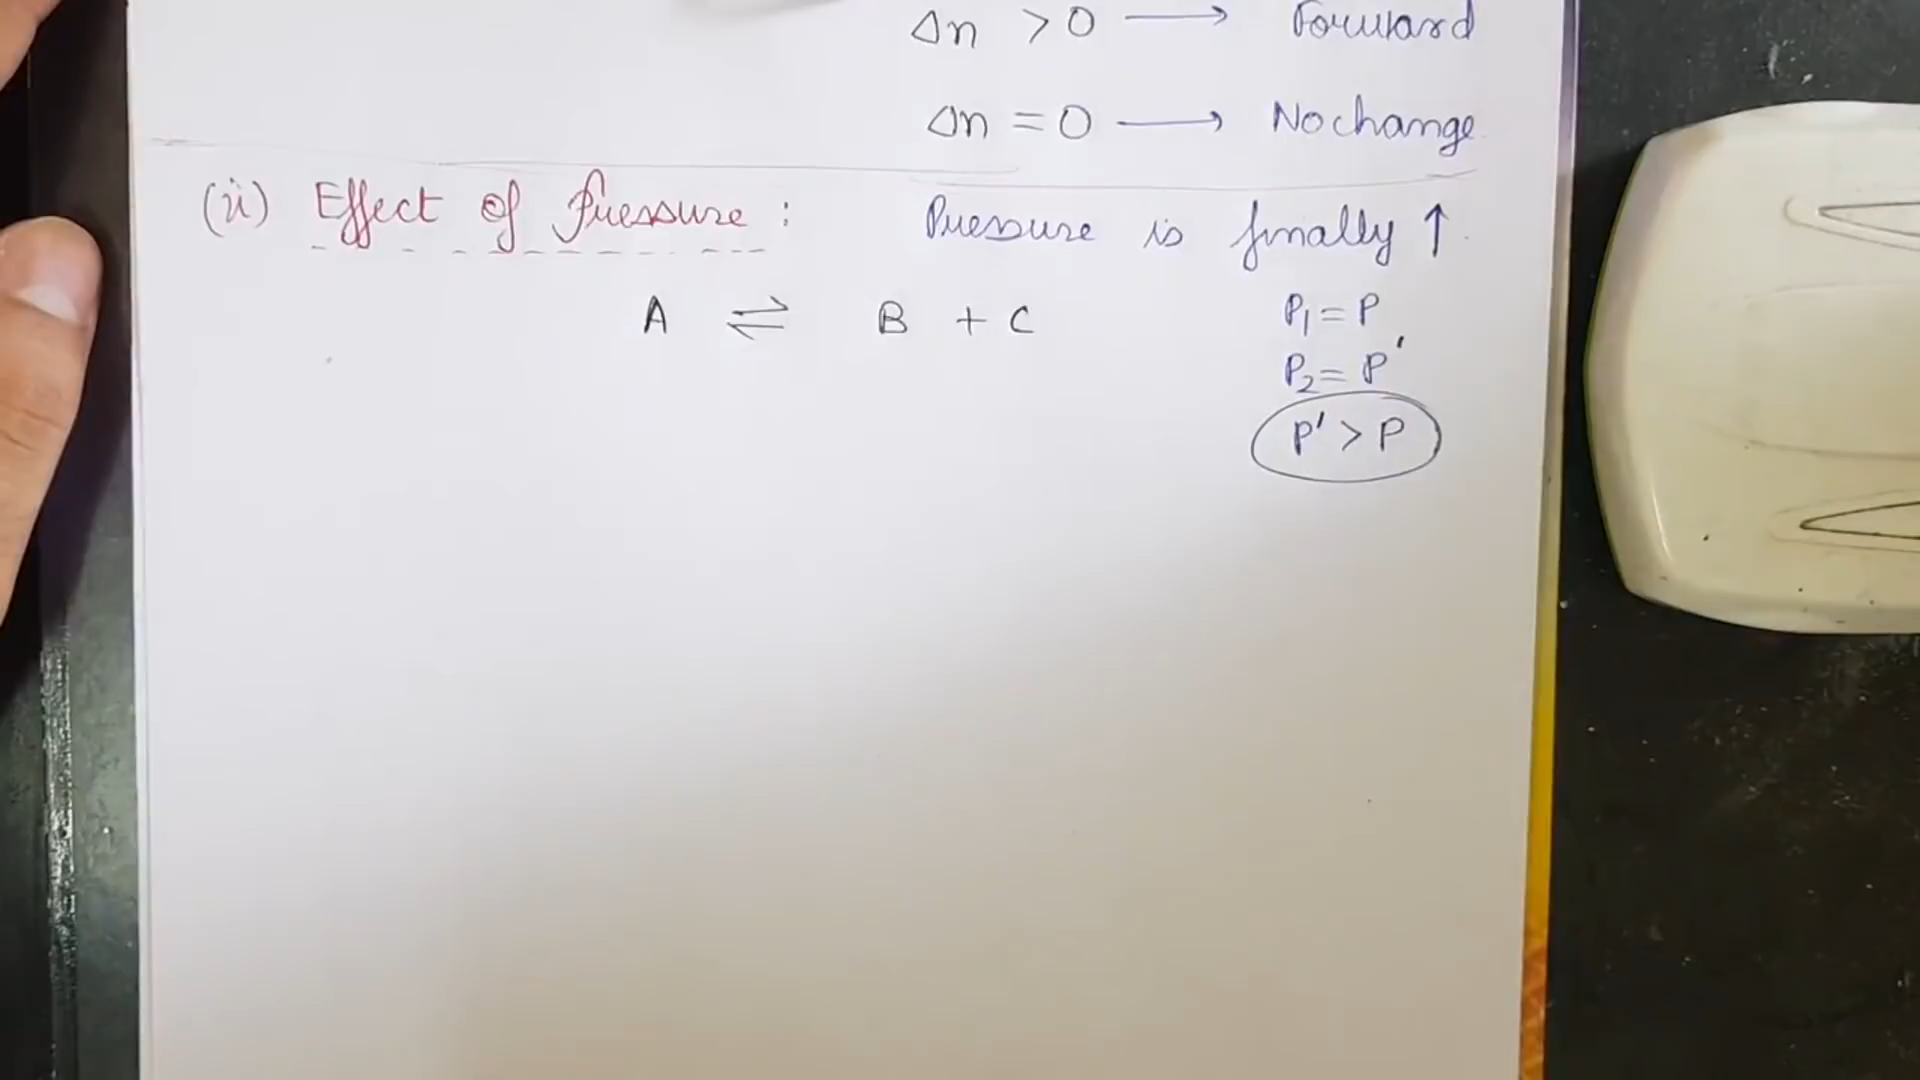 Δn > 0 ⟶ Forward
Δn = 0 ⟶ No change
(ii) Effect of Pressure : Pressure is finally ↑
A ⇌ B + C
P₁ = P
P₂ = P'
P' > P